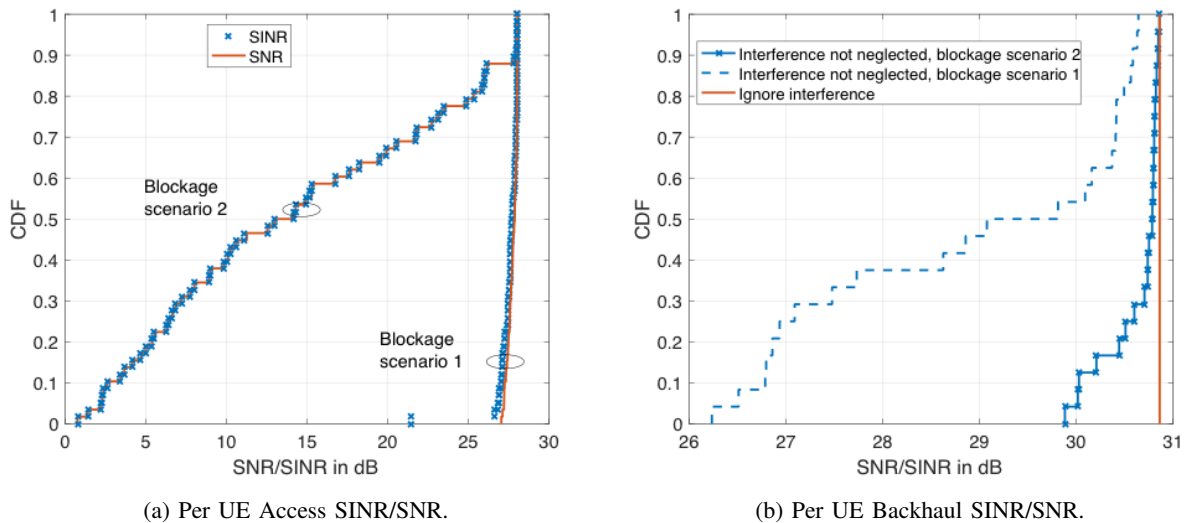 1
0.9
0.8
0.7
0.6
0.5
0.4
0.3
0.2
0.1
0
CDF
SINR
SNR
Blockage
scenario 2
Blockage
scenario 1
0 5 10 15 20 25 30
SNR/SINR in dB
(a) Per UE Access SINR/SNR.
1
0.9
0.8
0.7
0.6
0.5
0.4
0.3
0.2
0.1
0
CDF
Interference not neglected, blockage scenario 2
Interference not neglected, blockage scenario 1
Ignore interference
26 27 28 29 30 31
SNR/SINR in dB
(b) Per UE Backhaul SINR/SNR.